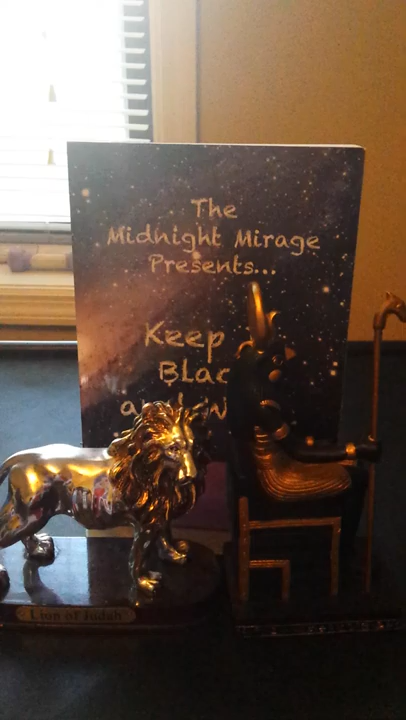 The
Midnight Mirage
Presents...
Keep
Blac
Lion of Judah